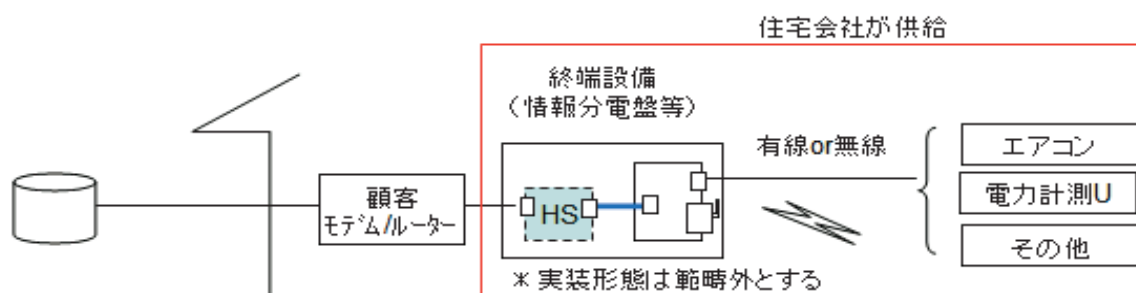 住宅会社が供給
終端設備
（情報分電盤等）
有線or無線
エアコン
顧客
モデム/ルーター
HS
電力計測U
その他
＊実装形態は範疇外とする